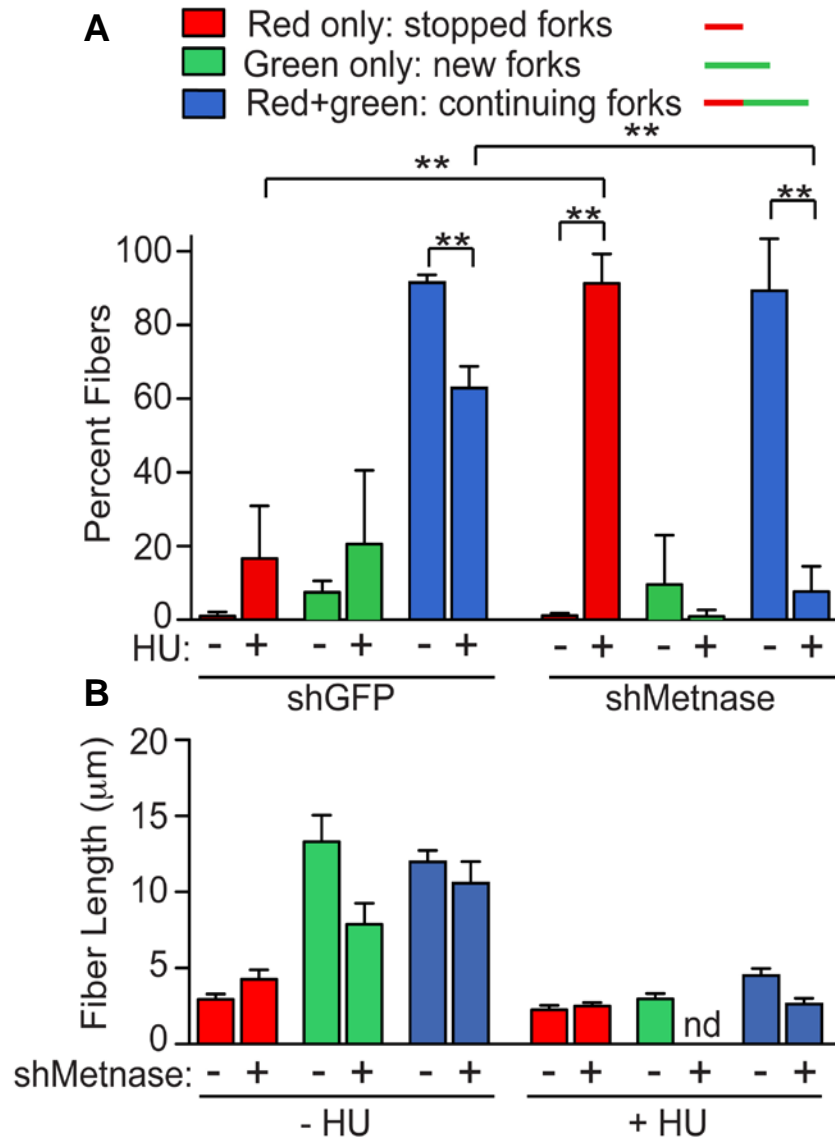 A
Red only: stopped forks
Green only: new forks
Red+green: continuing forks
**
**
**
**
**
Percent Fibers
100
80
60
40
20
0
HU: - + - + - + - + - + - +
shGFP shMetnase
B
Fiber Length (μm)
20
15
10
5
0
nd
shMetnase: - + - + - + - + - + - +
- HU + HU